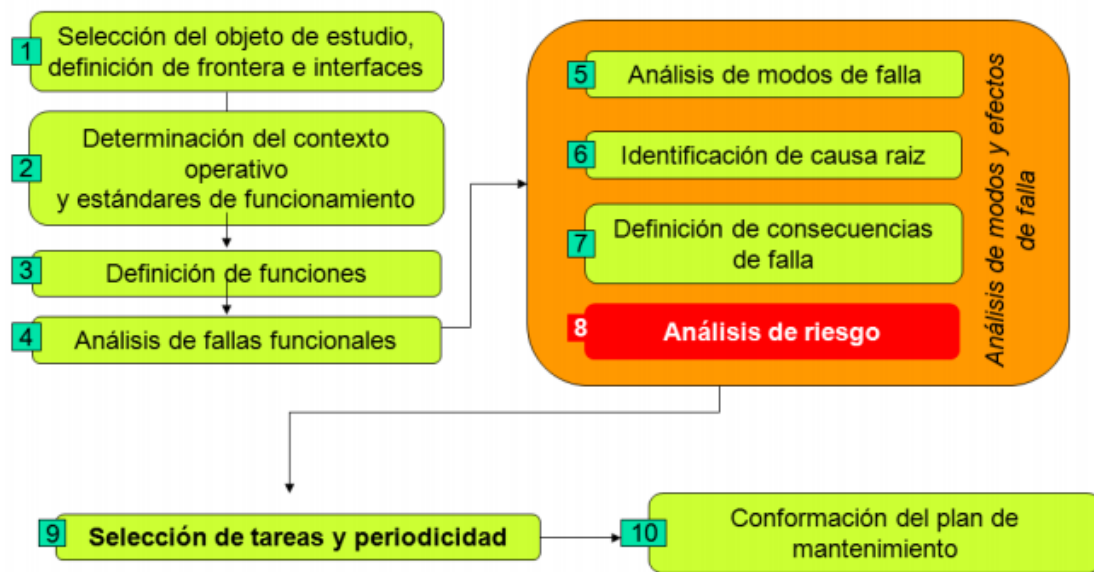 1
Selección del objeto de estudio,
definición de frontera e interfaces
2
Determinación del contexto
operativo
y estándares de funcionamiento
3
Definición de funciones
4
Análisis de fallas funcionales
5
Análisis de modos de falla
6
Identificación de causa raiz
7
Definición de consecuencias
de falla
8
Análisis de riesgo
Análisis de modos y efectos
de falla
9
Selección de tareas y periodicidad
10
Conformación del plan de
mantenimiento